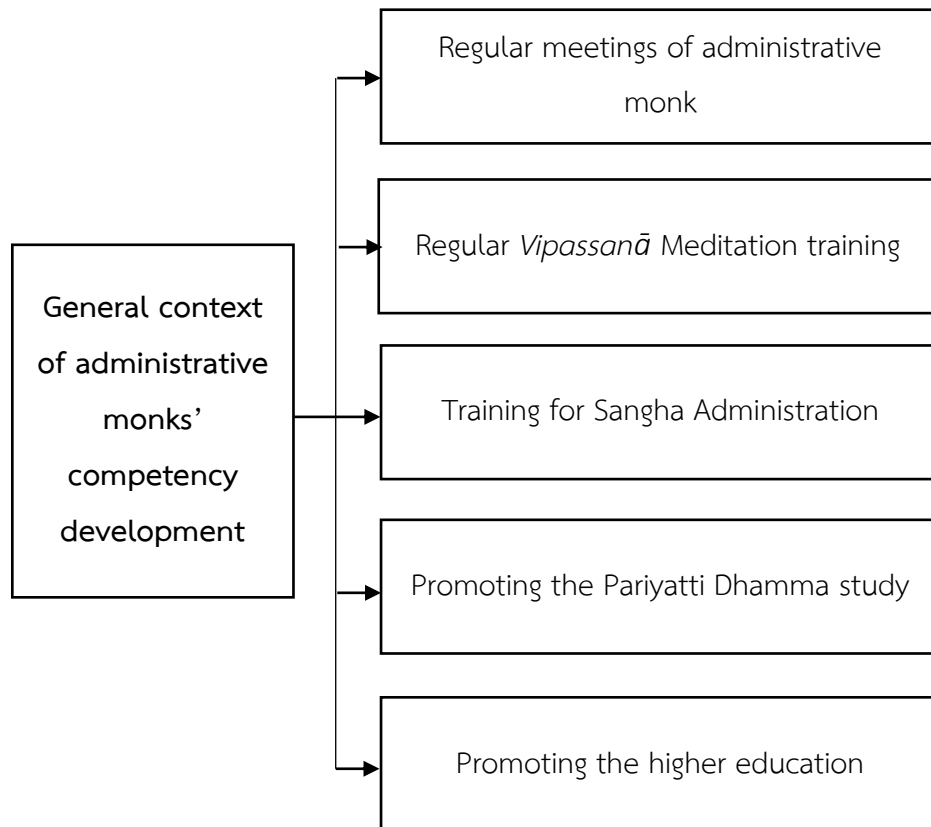 Regular meetings of administrative
monk
Regular Vipassanā Meditation training
General context
of administrative
monks’
competency
development
Training for Sangha Administration
Promoting the Pariyatti Dhamma study
Promoting the higher education